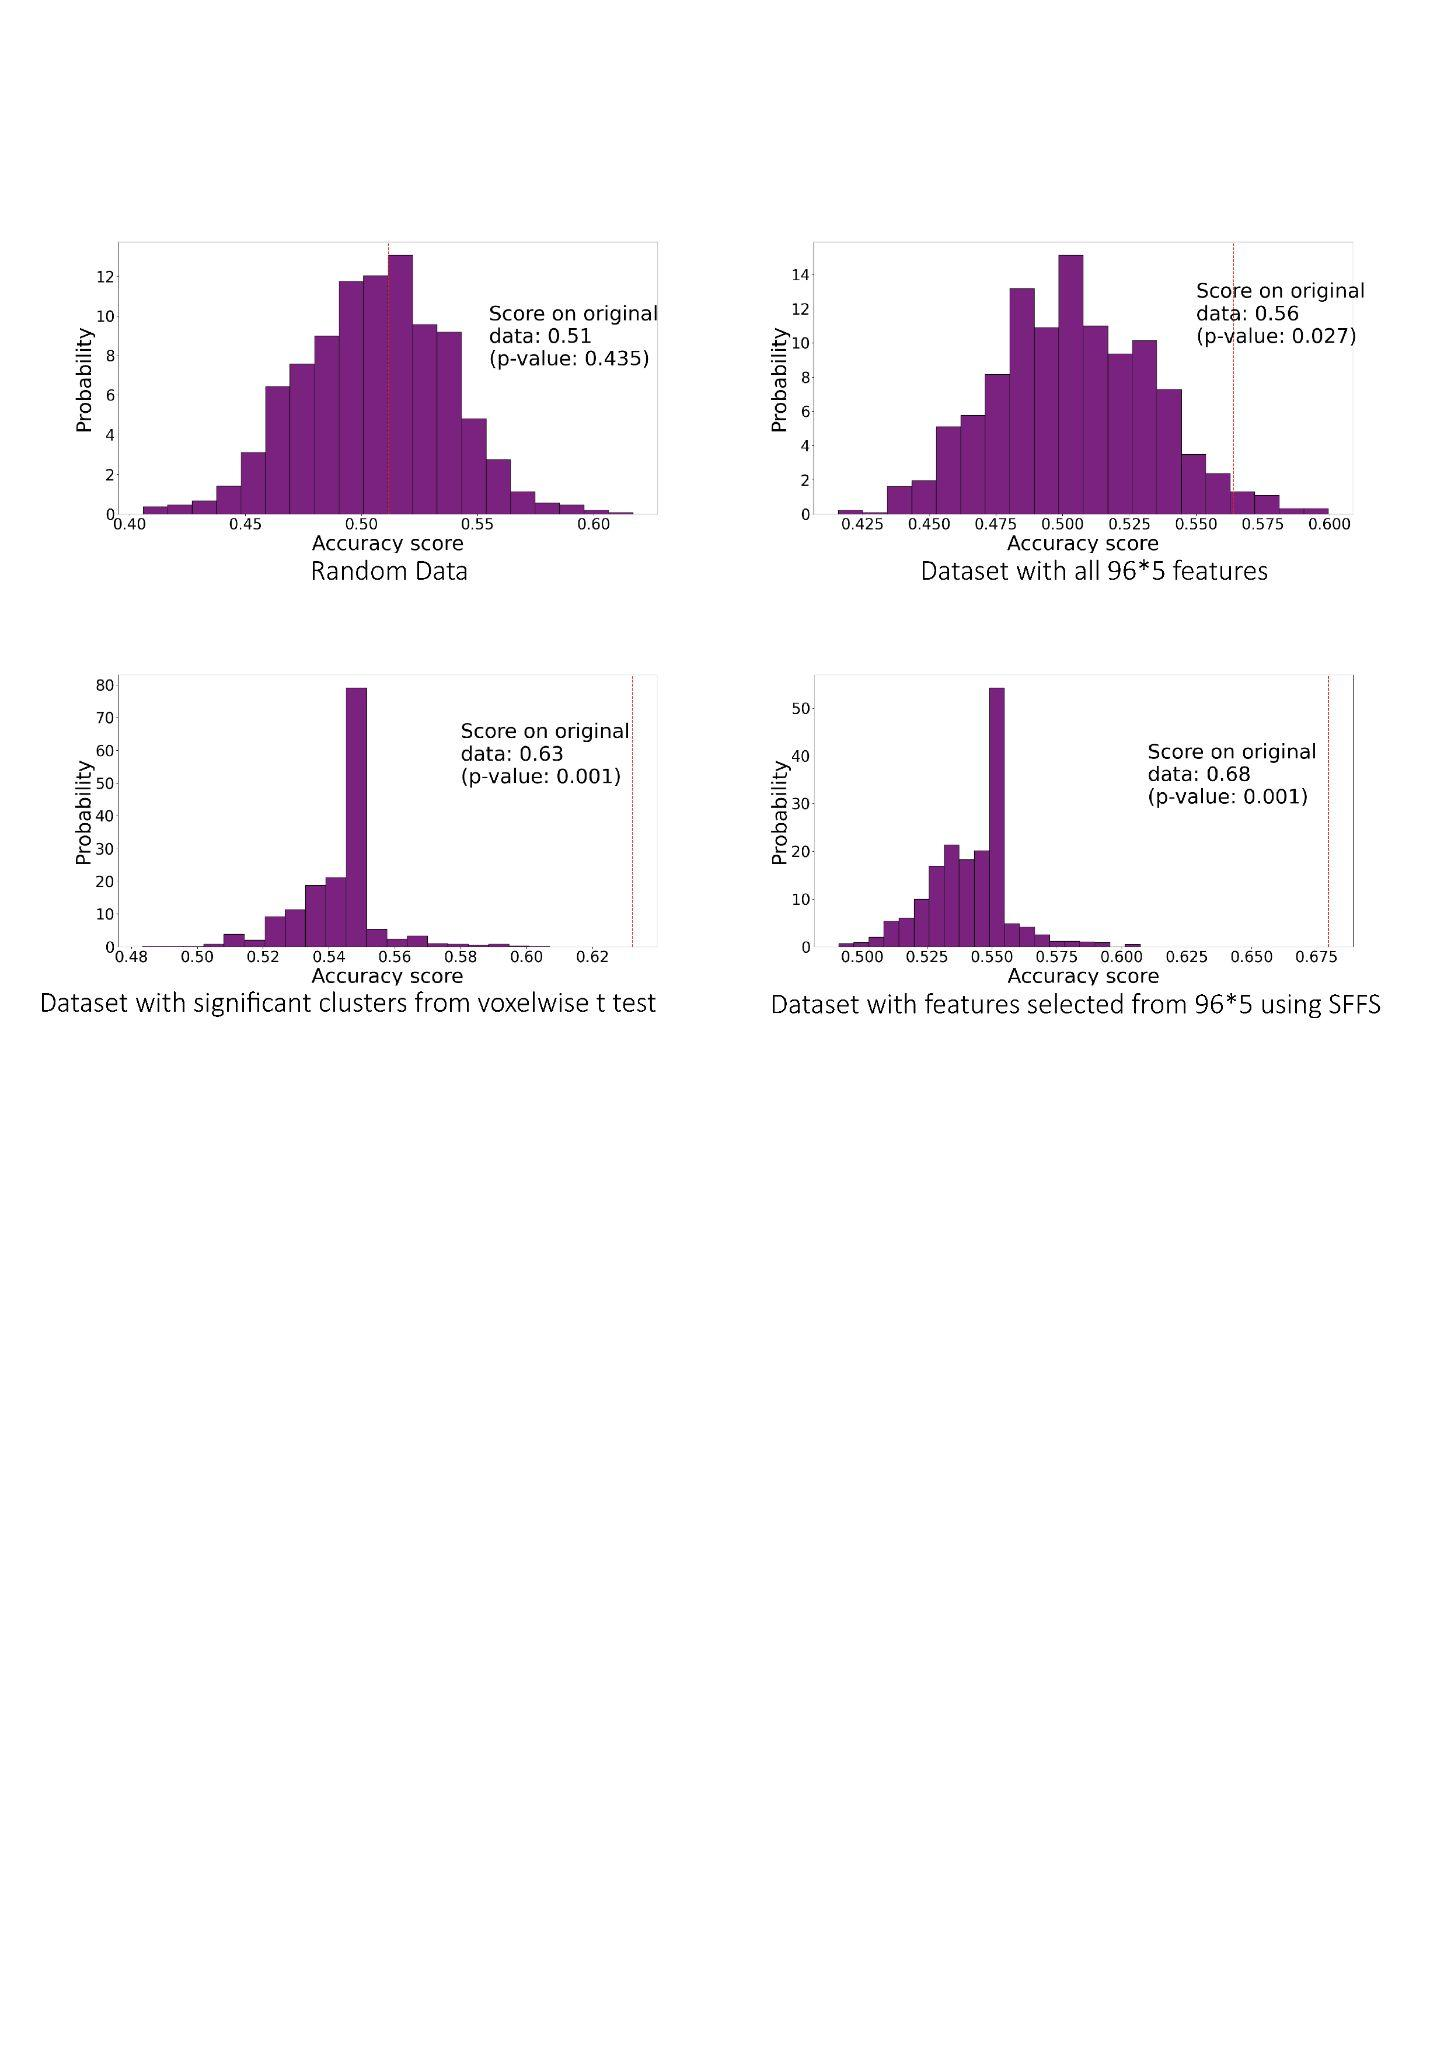 12
10
8
6
4
2
0
Probability
Score on original
data: 0.51
(p-value: 0.435)
0.40 0.45 0.50 0.55 0.60
Accuracy score
Random Data
14
12
10
8
6
4
2
0
Probability
Score on original
data: 0.56
(p-value: 0.027)
0.425 0.450 0.475 0.500 0.525 0.550 0.575 0.600
Accuracy score
Dataset with all 96*5 features
80
70
60
50
40
30
20
10
0
Probability
Score on original
data: 0.63
(p-value: 0.001)
0.48 0.50 0.52 0.54 0.56 0.58 0.60 0.62
Accuracy score
Dataset with significant clusters from voxelwise t test
50
40
30
20
10
0
Probability
Score on original
data: 0.68
(p-value: 0.001)
0.500 0.525 0.550 0.575 0.600 0.625 0.650 0.675
Accuracy score
Dataset with features selected from 96*5 using SFFS